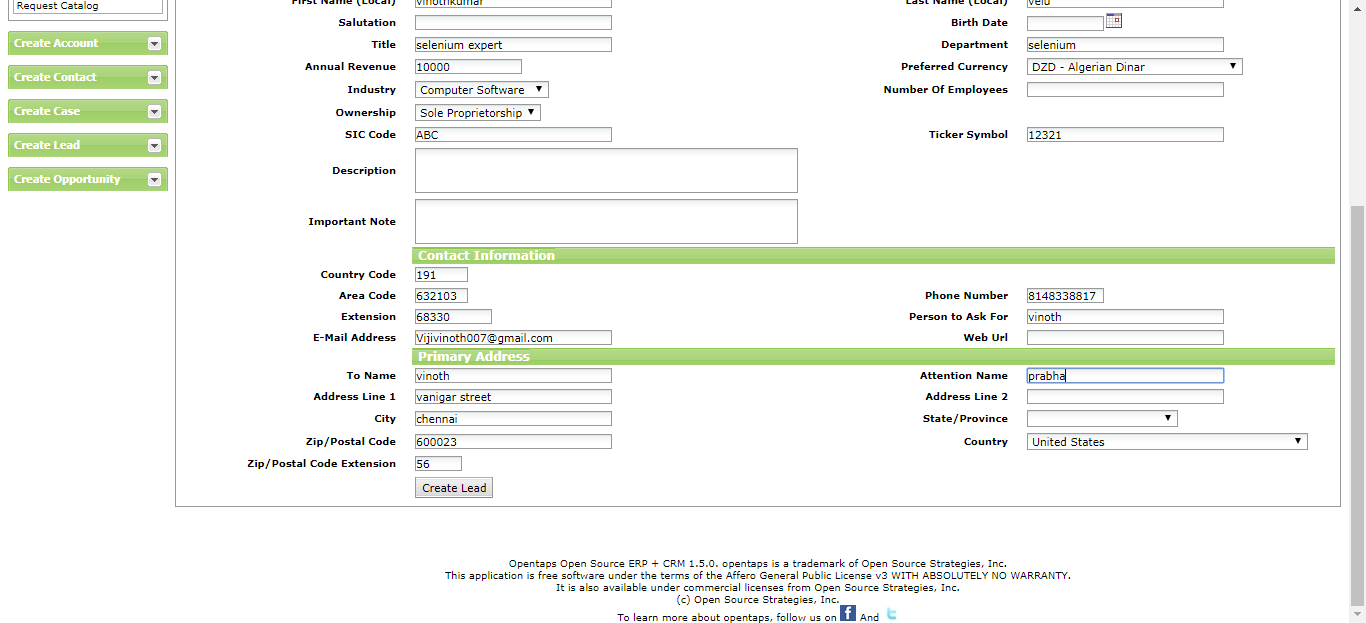 Request Catalog
Create Account
Create Contact
Create Case
Create Lead
Create Opportunity
First Name (Local) vinothkumar Last Name (Local) velu
Salutation Birth Date
Title selenium expert Department selenium
Annual Revenue 10000 Preferred Currency DZD - Algerian Dinar
Industry Computer Software Number Of Employees
Ownership Sole Proprietorship
SIC Code ABC Ticker Symbol 12321
Description
Important Note
Contact Information
Country Code 191
Area Code 632103 Phone Number 8148338817
Extension 68330 Person to Ask For vinoth
E-Mail Address Vijivinoth007@gmail.com Web Url
Primary Address
To Name vinoth Attention Name prabha
Address Line 1 vanigar street Address Line 2
City chennai State/Province
Zip/Postal Code 600023 Country United States
Zip/Postal Code Extension 56
Create Lead
Opentaps Open Source ERP + CRM 1.5.0. opentaps is a trademark of Open Source Strategies, Inc.
This application is free software under the terms of the Affero General Public License v3 WITH ABSOLUTELY NO WARRANTY.
It is also available under commercial licenses from Open Source Strategies, Inc.
(c) Open Source Strategies, Inc.
To learn more about opentaps, follow us on f And t